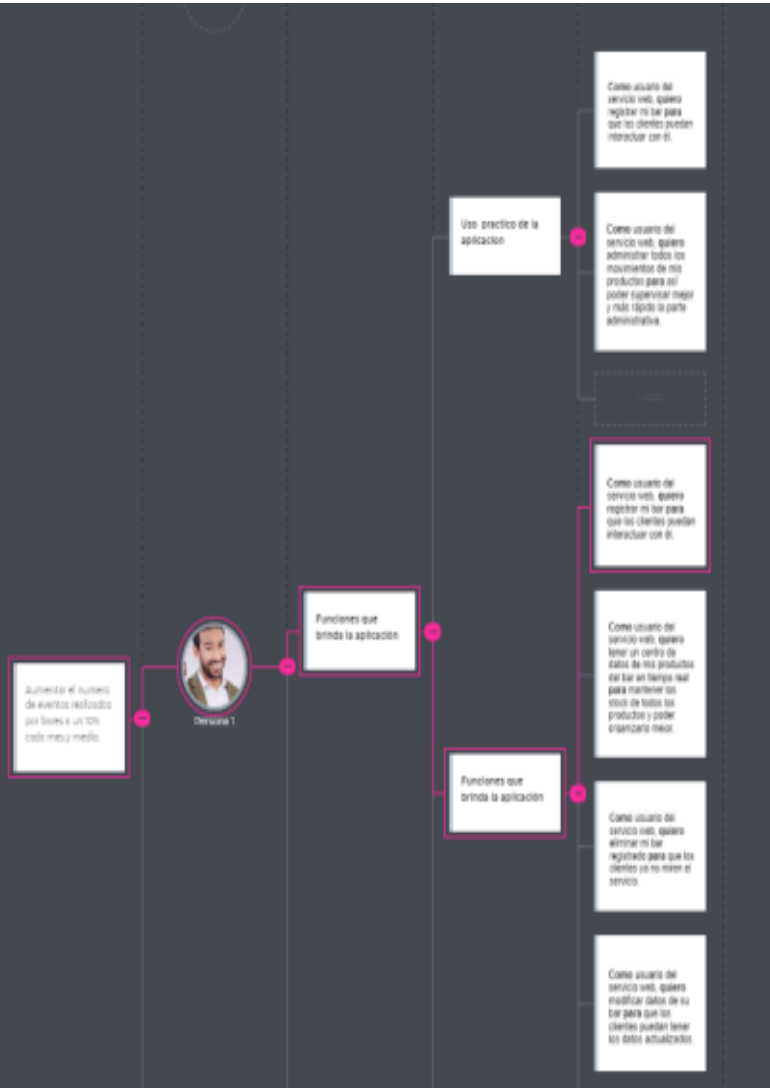 Aumentar el numero
de eventos realizados
por bares a un 10%
cada mes y medio.
Persona 1
Funciones que
brinda la aplicación
Uso practico de la
aplicacion
Como usuario del
servicio web, quiero
registrar mi bar para
que los clientes puedan
interactuar con él.
Como usuario del
servicio web, quiero
administrar todos los
movimientos de mis
productos para así
poder supervisar mejor
y más rápido la parte
administrativa.
+ ADD
Funciones que
brinda la aplicación
Como usuario del
servicio web, quiero
registrar mi bar para
que los clientes puedan
interactuar con él.
Como usuario del
servicio web, quiero
tener un centro de
datos de mis productos
del bar en tiempo real
para mantener los
stock de todos los
productos y poder
organizarlo mejor.
Como usuario del
servicio web, quiero
eliminar mi bar
registrado para que los
clientes ya no miren el
servicio.
Como usuario del
servicio web, quiero
modificar datos de su
bar para que los
clientes puedan tener
los datos actualizados.